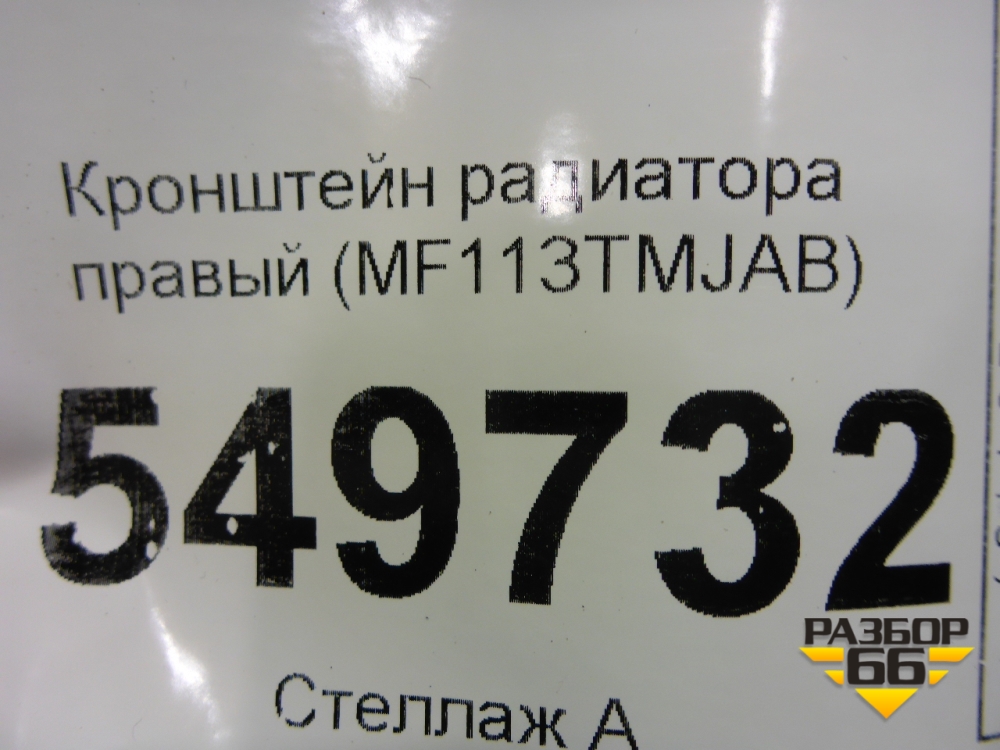 Кронштейн радиатора
правый (MF113TMJAB)
549732
Стеллаж А
РАЗБОР
66